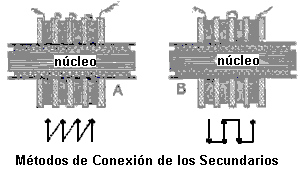 núcleo
núcleo
A
B
Métodos de Conexión de los Secundarios